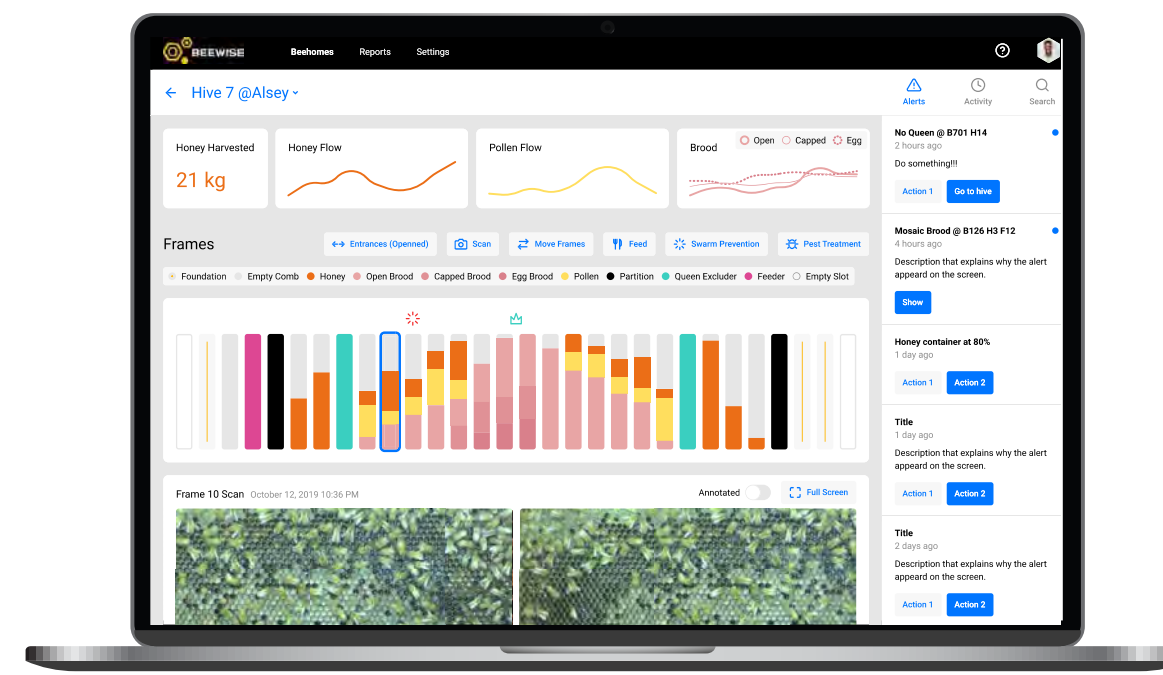 BEEWISE
Beehomes
Reports
Settings
Hive 7 @Alsey
Alerts
Activity
Search
Honey Harvested
21 kg
Honey Flow
Pollen Flow
Brood
Open
Capped
Egg
Frames
Entrances (Openned)
Scan
Move Frames
Feed
Swarm Prevention
Pest Treatment
Foundation
Empty Comb
Honey
Open Brood
Capped Brood
Egg Brood
Pollen
Partition
Queen Excluder
Feeder
Empty Slot
Frame 10 Scan
October 12, 2019 10:36 PM
Annotated
Full Screen
No Queen @ B701 H14
2 hours ago
Do something!!!
Action 1
Go to hive
Mosaic Brood @ B126 H3 F12
4 hours ago
Description that explains why the alert
appeard on the screen.
Show
Honey container at 80%
1 day ago
Action 1
Action 2
Title
1 day ago
Description that explains why the alert
appeard on the screen.
Action 1
Action 2
Title
2 days ago
Description that explains why the alert
appeard on the screen.
Action 1
Action 2